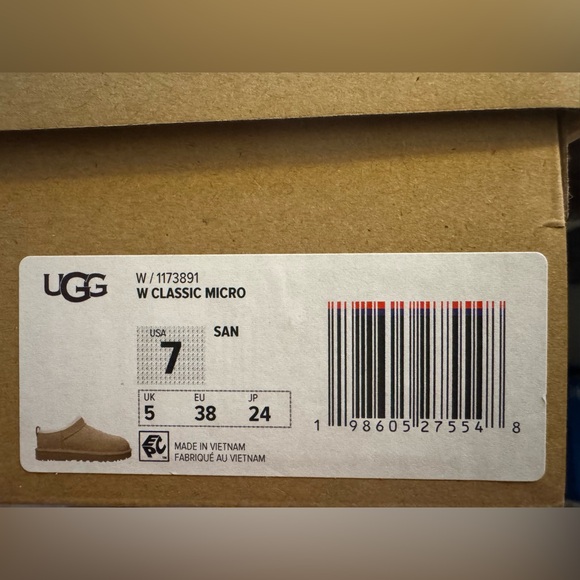 UGG
W / 1173891
W CLASSIC MICRO
USA
7
SAN
UK EU JP
5 38 24
EPC
MADE IN VIETNAM
FABRIQUÉ AU VIETNAM
1 98605 27554 8